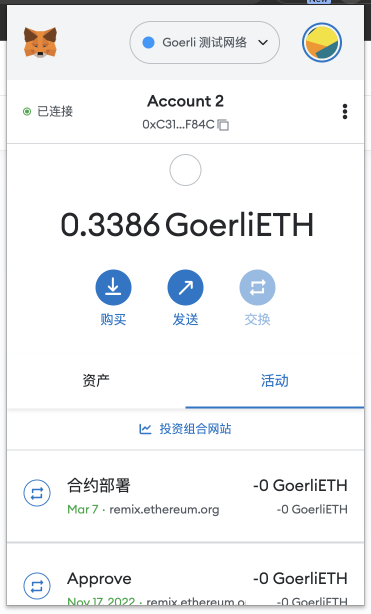 New
Goerli 测试网络
已连接
Account 2
0xC31...F84C
0.3386 GoerliETH
购买 发送 交换
资产 活动
投资组合网站
合约部署 -0 GoerliETH
Mar 7 · remix.ethereum.org -0 GoerliETH
Approve -0 GoerliETH
Nov 17, 2022 · remix.ethereum.o -0 GoerliETH